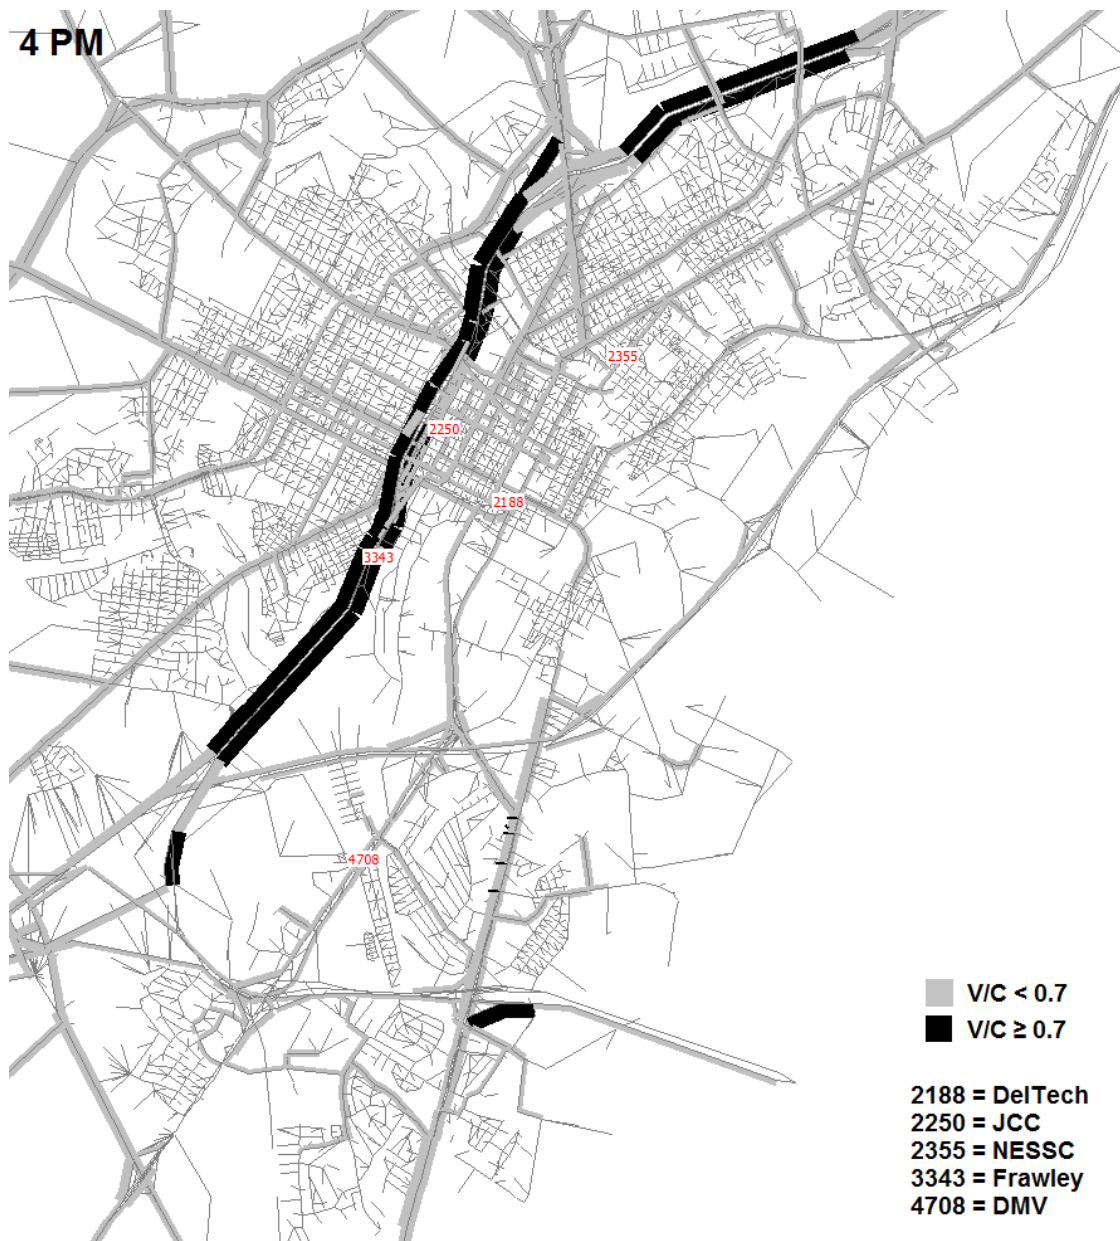 4 PM
2355
2250
2188
3343
4708
V/C < 0.7
V/C ≥ 0.7
2188 = DelTech
2250 = JCC
2355 = NESSC
3343 = Frawley
4708 = DMV